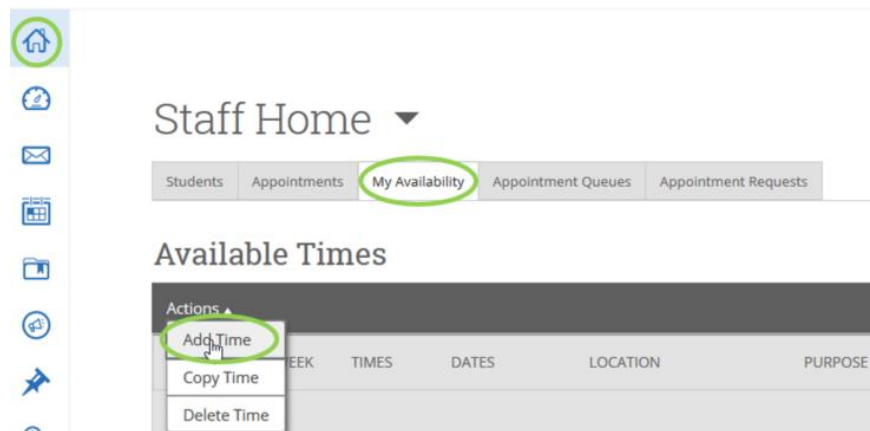 Staff Home
Students Appointments My Availability Appointment Queues Appointment Requests
Available Times
Actions
Add Time
EEK TIMES DATES LOCATION PURPOSE
Copy Time
Delete Time